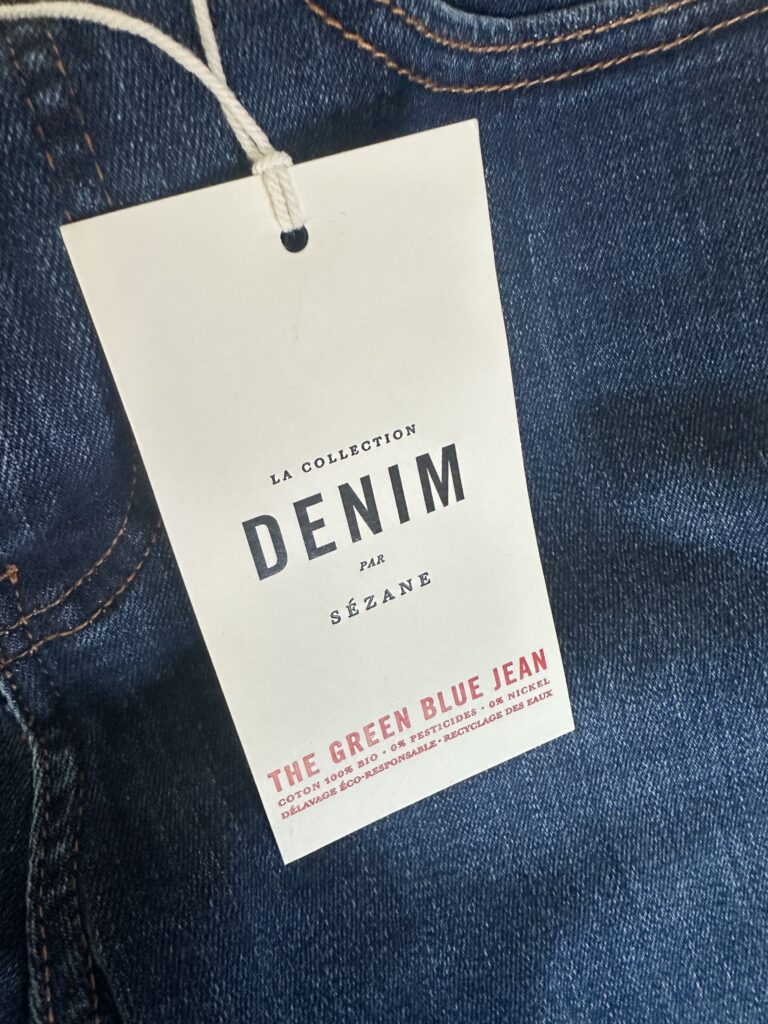 LA COLLECTION
DENIM
PAR
SÉZANE
THE GREEN BLUE JEAN
COTON 100% BIO • 0% PESTICIDES • 0% NICKEL
DÉLAVAGE ÉCO-RESPONSABLE • RECYCLAGE DES EAUX